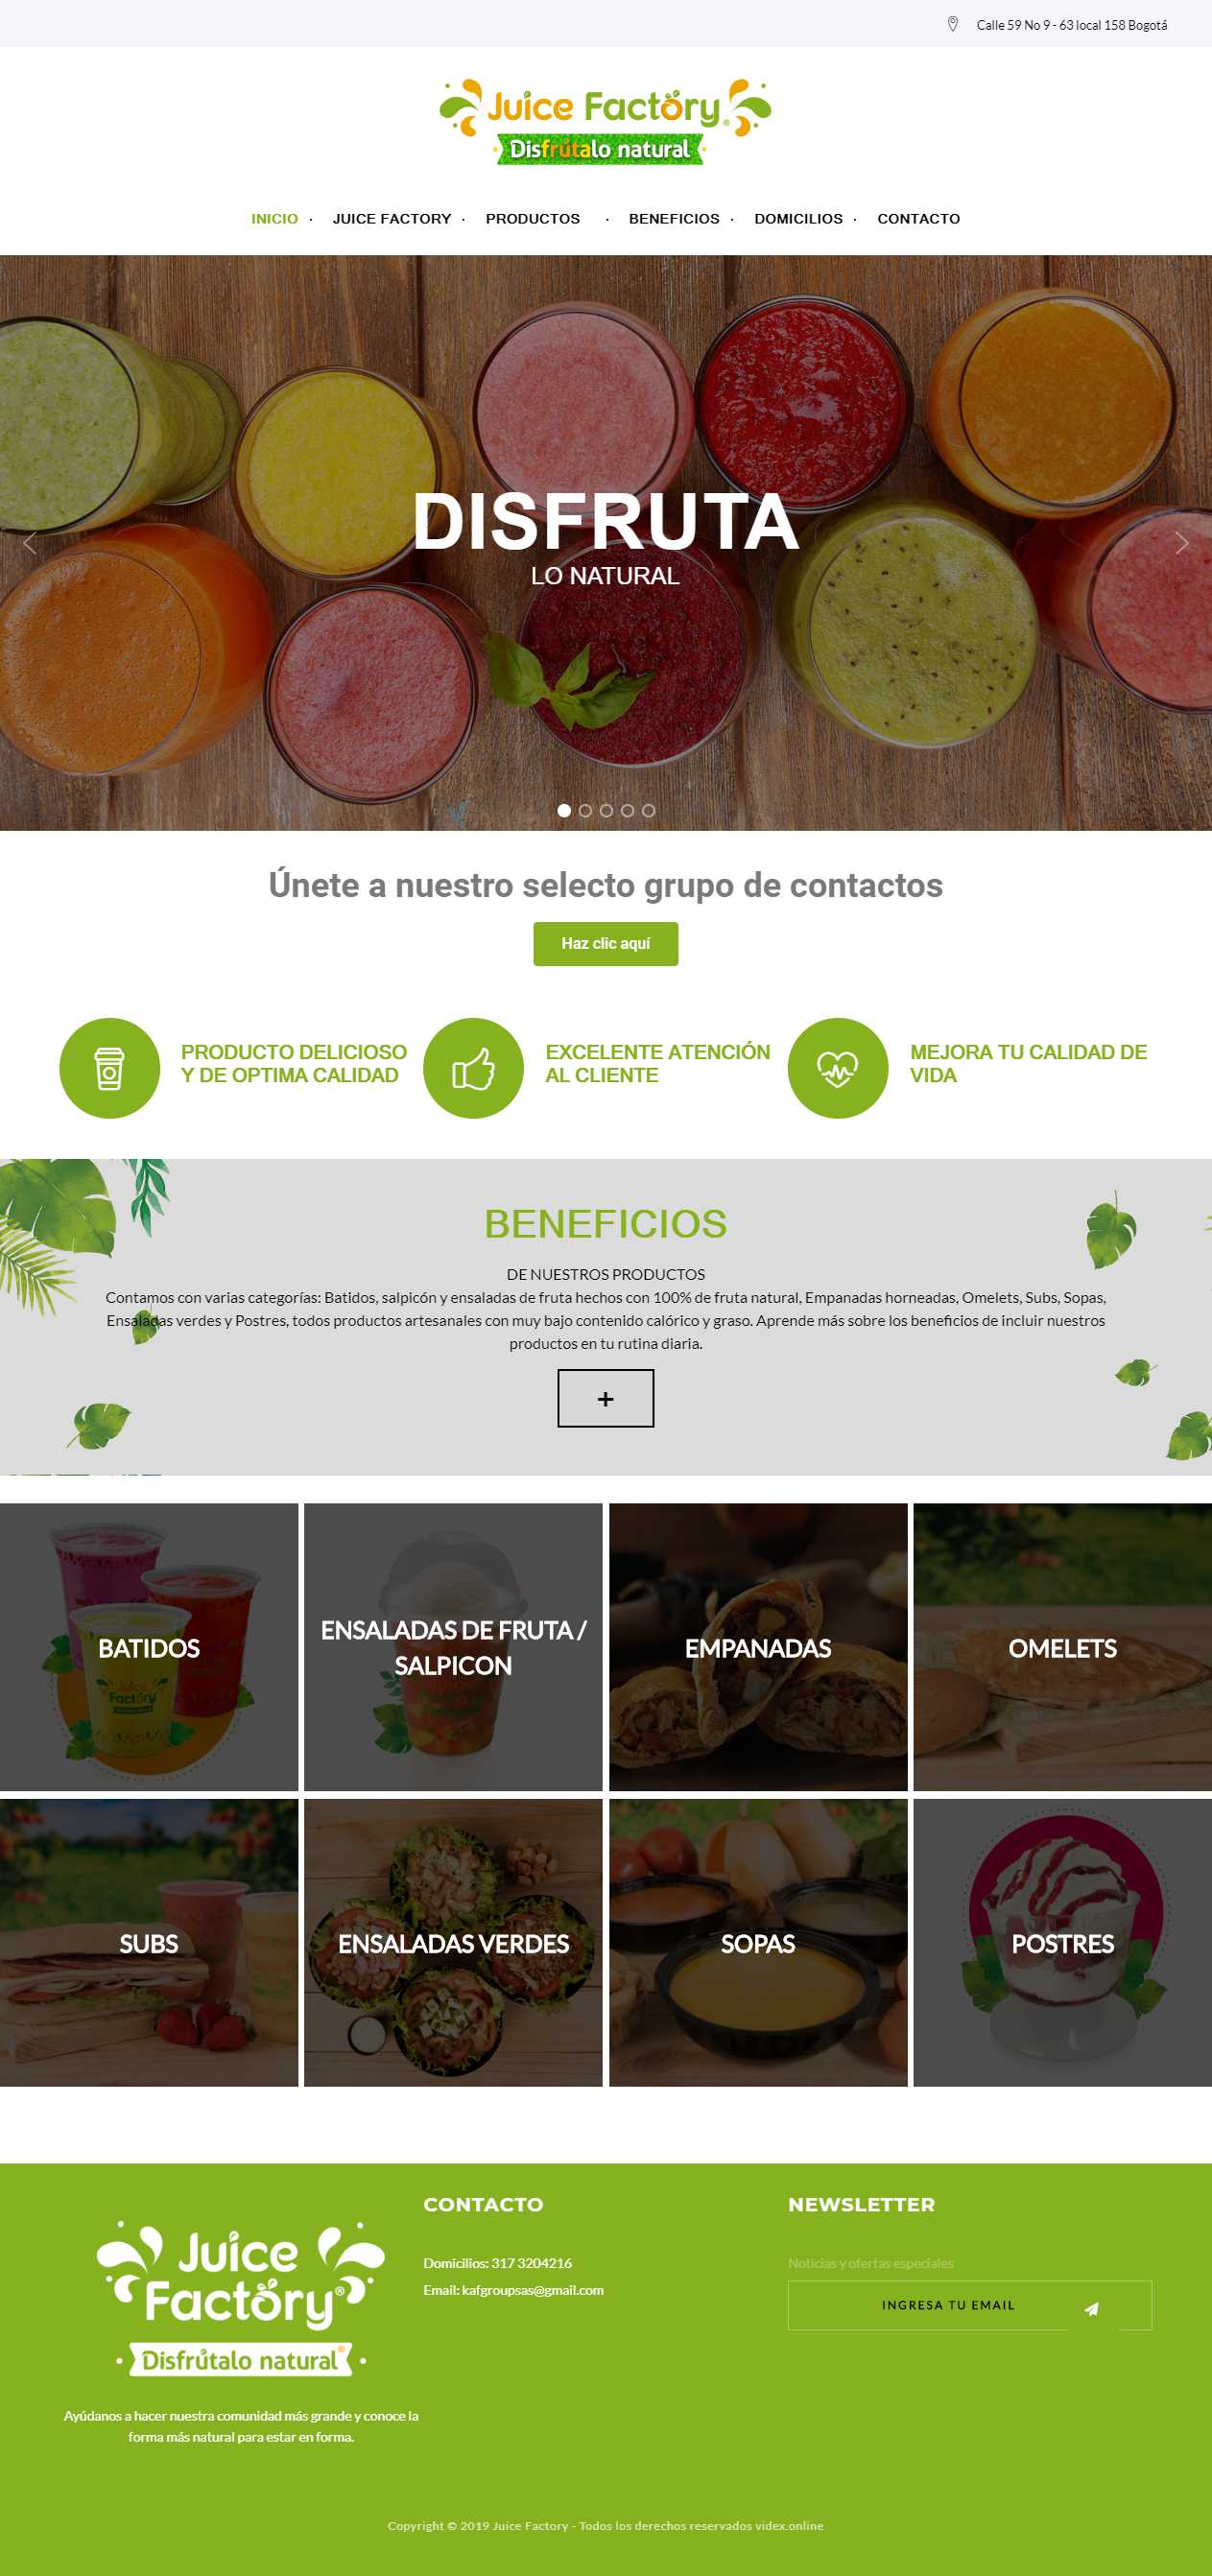 Calle 59 No 9 - 63 local 158 Bogotá
Juice Factory®
Disfrútalo natural
INICIO · JUICE FACTORY · PRODUCTOS · BENEFICIOS · DOMICILIOS · CONTACTO
DISFRUTA
LO NATURAL
Únete a nuestro selecto grupo de contactos
Haz clic aquí
PRODUCTO DELICIOSO
Y DE OPTIMA CALIDAD
EXCELENTE ATENCIÓN
AL CLIENTE
MEJORA TU CALIDAD DE
VIDA
BENEFICIOS
DE NUESTROS PRODUCTOS
Contamos con varias categorías: Batidos, salpicón y ensaladas de fruta hechos con 100% de fruta natural, Empanadas horneadas, Omelets, Subs, Sopas,
Ensaladas verdes y Postres, todos productos artesanales con muy bajo contenido calórico y graso. Aprende más sobre los beneficios de incluir nuestros
productos en tu rutina diaria.
+
BATIDOS
Juice
Factory
ENSALADAS DE FRUTA /
SALPICON
EMPANADAS
OMELETS
SUBS
ENSALADAS VERDES
SOPAS
POSTRES
Juice
Factory®
Disfrútalo natural
Ayúdanos a hacer nuestra comunidad más grande y conoce la
forma más natural para estar en forma.
CONTACTO
Domicilios: 317 3204216
Email: kafgroupsas@gmail.com
NEWSLETTER
Noticias y ofertas especiales
INGRESA TU EMAIL
Copyright © 2019 Juice Factory - Todos los derechos reservados videx.online